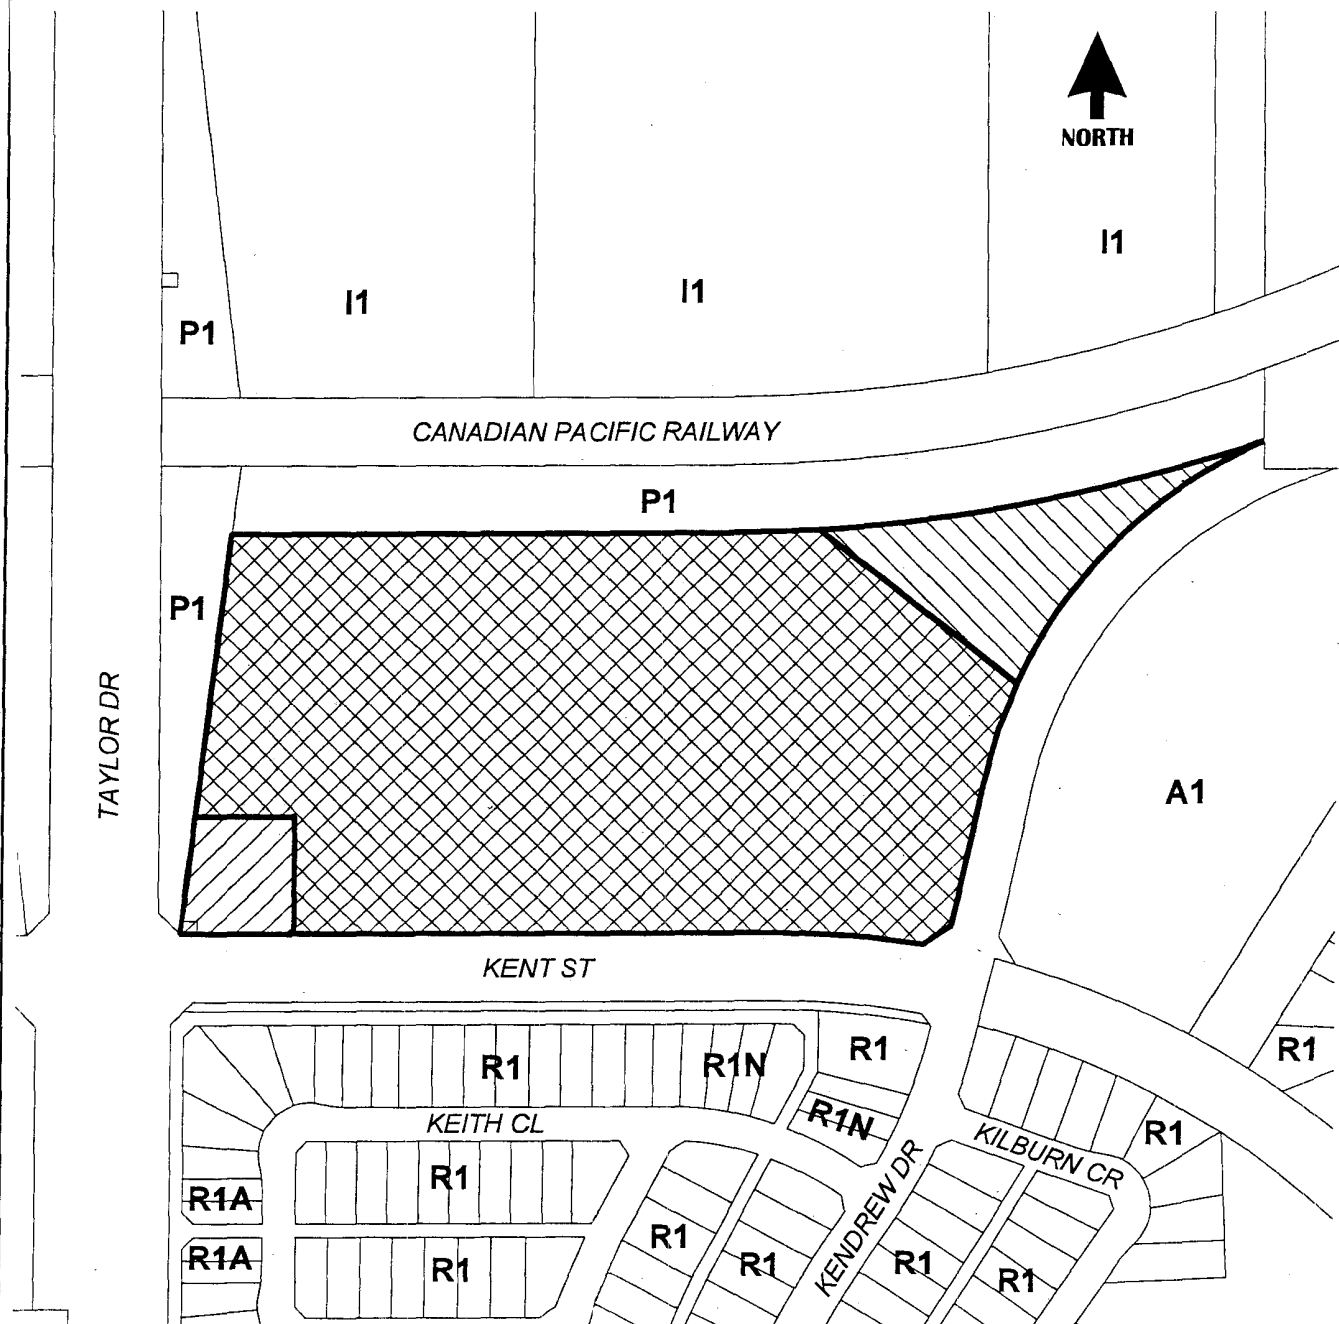 NORTH
I1
I1
I1
P1
CANADIAN PACIFIC RAILWAY
P1
P1
TAYLOR DR
A1
KENT ST
R1
R1N
R1
R1
R1N
KEITH CL
KILBURN CR
R1
R1
R1A
KENDREW DR
R1
R1A
R1
R1
R1
R1